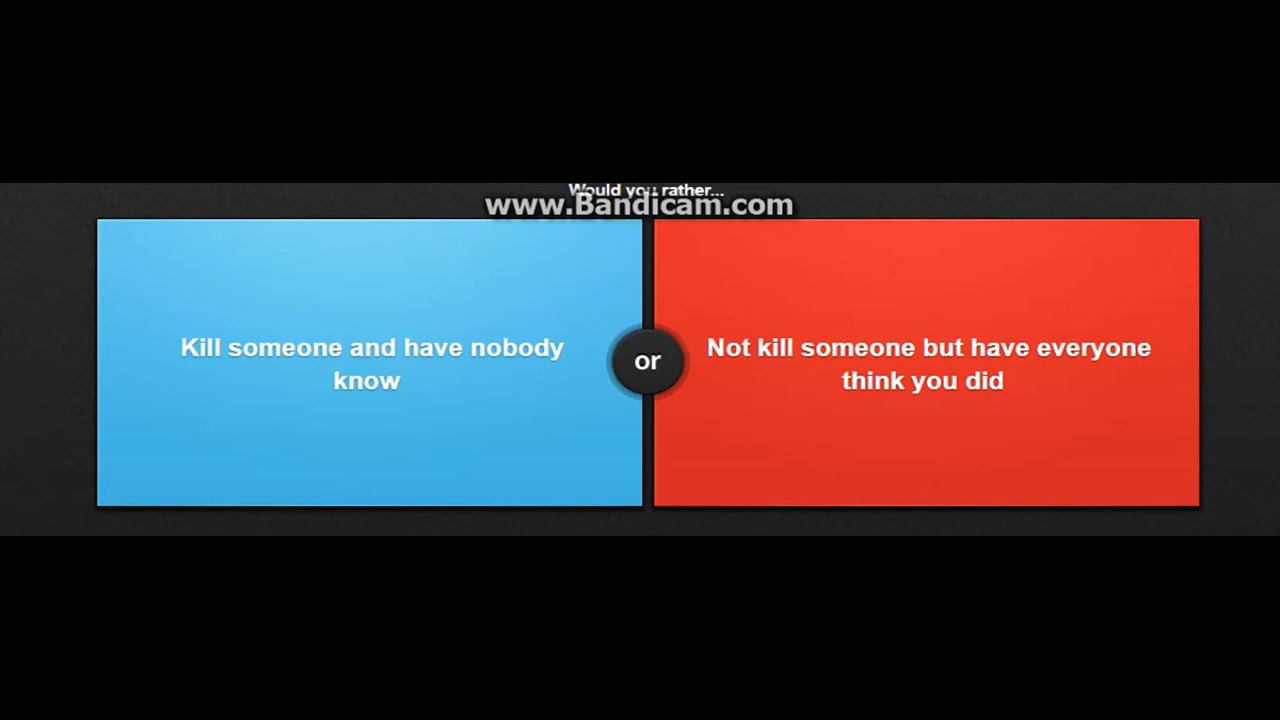 Would you rather...
www.Bandicam.com
Kill someone and have nobody
know
or
Not kill someone but have everyone
think you did